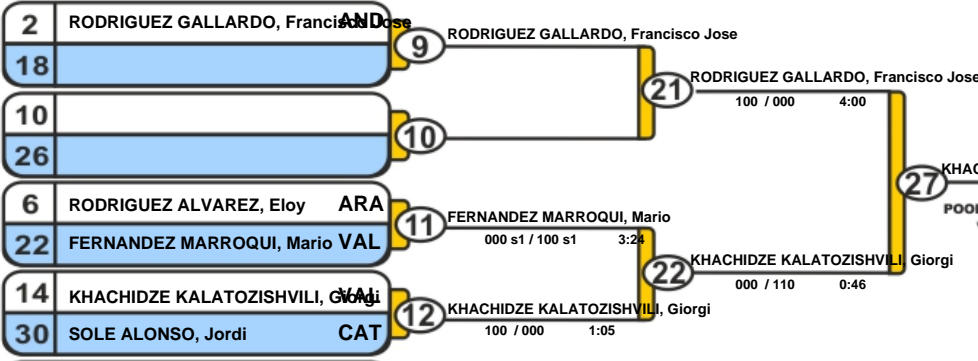 2 RODRIGUEZ GALLARDO, Francisco Jose AND
18
9 RODRIGUEZ GALLARDO, Francisco Jose
10
26
10
21 RODRIGUEZ GALLARDO, Francisco Jose
100 / 000 4:00
6 RODRIGUEZ ALVAREZ, Eloy ARA
22 FERNANDEZ MARROQUI, Mario VAL
11 FERNANDEZ MARROQUI, Mario
000 s1 / 100 s1 3:24
14 KHACHIDZE KALATOZISHVILI, Giorgi VAL
30 SOLE ALONSO, Jordi CAT
12 KHACHIDZE KALATOZISHVILI, Giorgi
100 / 000 1:05
22 KHACHIDZE KALATOZISHVILI, Giorgi
000 / 110 0:46
27 KHAC
POOL